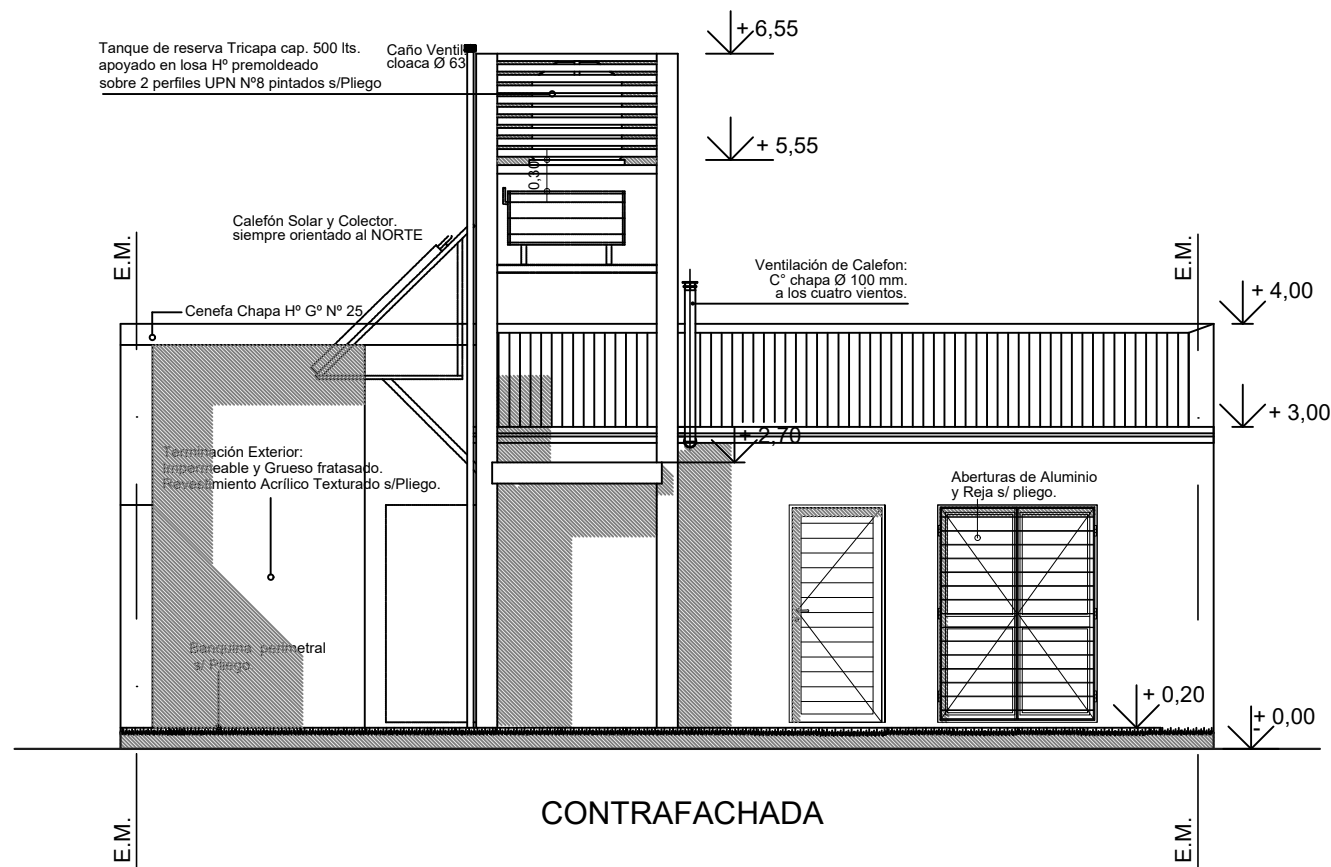 + 6,55
Tanque de reserva Tricapa cap. 500 lts.
apoyado en losa Hº premoldeado
sobre 2 perfiles UPN Nº8 pintados s/Pliego
Caño Ventil
cloaca Ø 63
+ 5,55
0,30
Calefón Solar y Colector.
siempre orientado al NORTE
E.M.
E.M.
Ventilación de Calefon:
C° chapa Ø 100 mm.
a los cuatro vientos.
+ 4,00
Cenefa Chapa Hº Gº Nº 25
+ 3,00
+ 2,70
Terminación Exterior:
Impermeable y Grueso fratasado.
Revestimiento Acrílico Texturado s/Pliego.
Aberturas de Aluminio
y Reja s/ pliego.
Banquina perimetral
s/ Pliego
+ 0,20
+ 0,00
-
CONTRAFACHADA
E.M.
E.M.